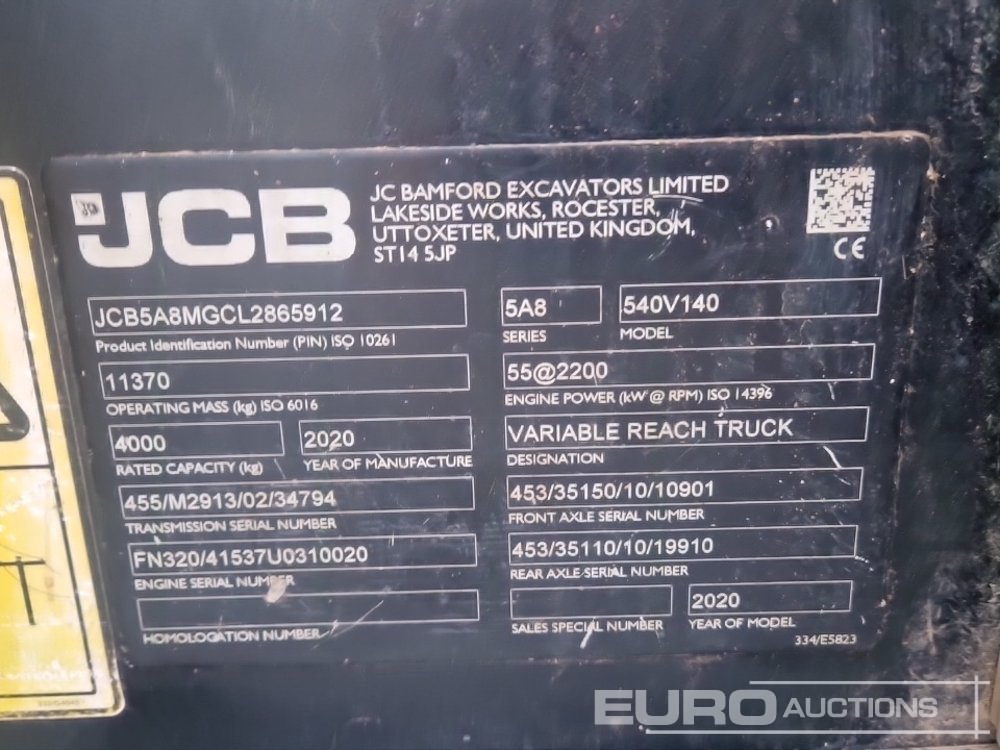 JCB
JC BAMFORD EXCAVATORS LIMITED
LAKESIDE WORKS, ROCESTER,
UTTOXETER, UNITED KINGDOM,
ST14 5JP
CE
JCB5A8MGCL2865912
Product Identification Number (PIN) ISO 10261
5A8
SERIES
540V140
MODEL
11370
OPERATING MASS (kg) ISO 6016
55@2200
ENGINE POWER (kW @ RPM) ISO 14396
4000
RATED CAPACITY (kg)
2020
YEAR OF MANUFACTURE
VARIABLE REACH TRUCK
DESIGNATION
455/M2913/02/34794
TRANSMISSION SERIAL NUMBER
453/35150/10/10901
FRONT AXLE SERIAL NUMBER
FN320/41537U0310020
ENGINE SERIAL NUMBER
453/35110/10/19910
REAR AXLE SERIAL NUMBER
HOMOLOGATION NUMBER
SALES SPECIAL NUMBER
2020
YEAR OF MODEL
334/E5823
EURO AUCTIONS